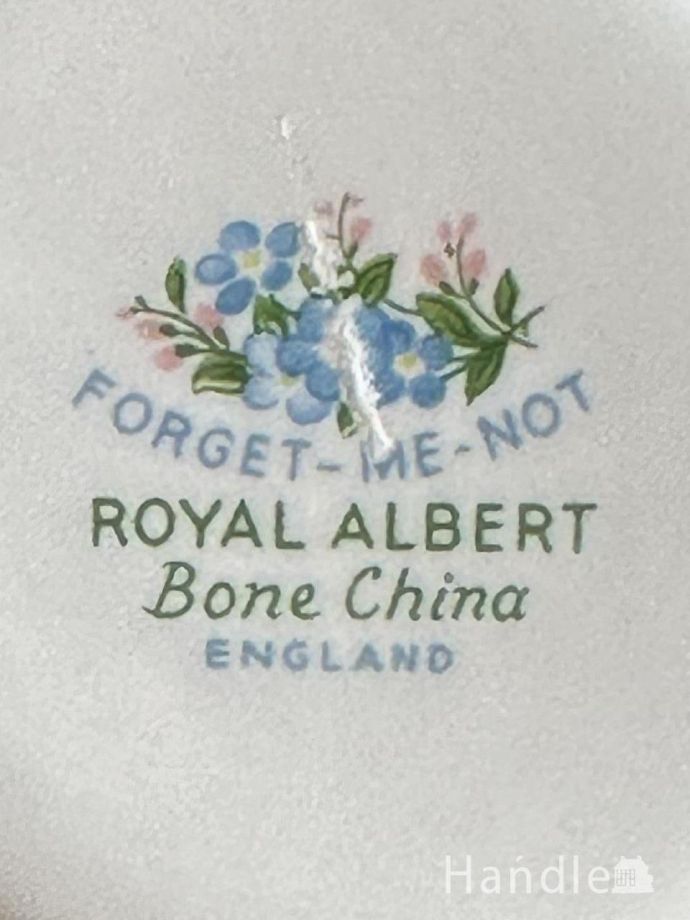 FORGET-ME-NOT
ROYAL ALBERT
Bone China
ENGLAND
Handle